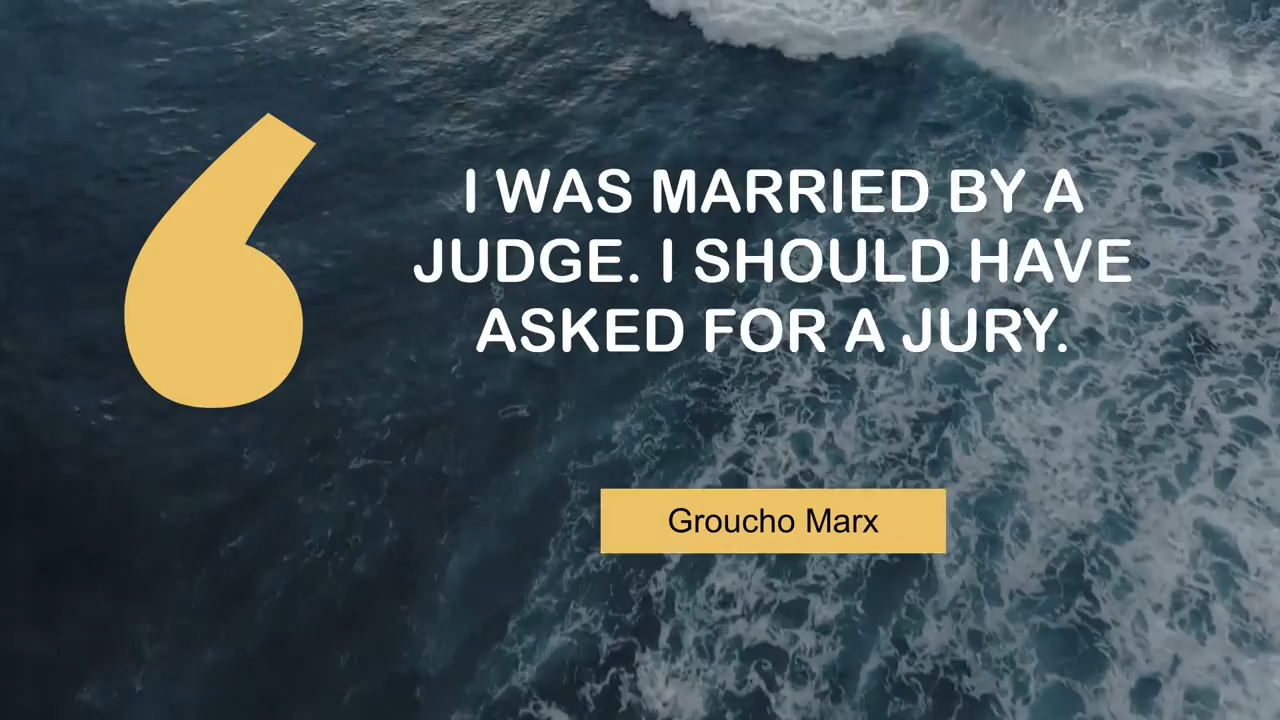 I WAS MARRIED BY A
JUDGE. I SHOULD HAVE
ASKED FOR A JURY.
Groucho Marx